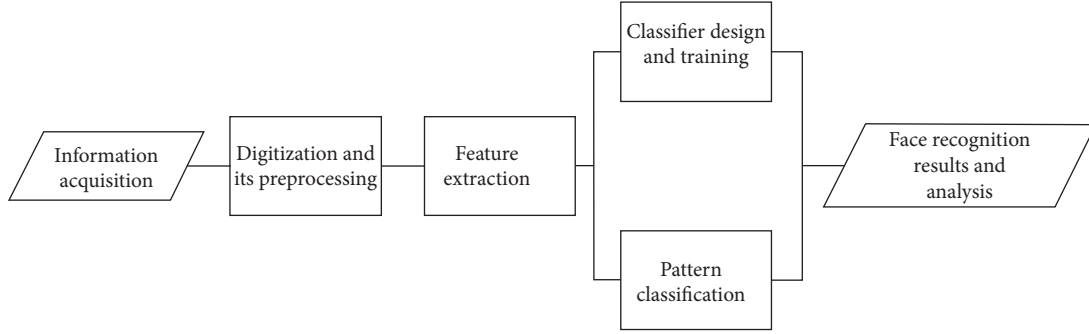 Information
acquisition
Digitization and
its preprocessing
Feature
extraction
Classifier design
and training
Pattern
classification
Face recognition
results and
analysis